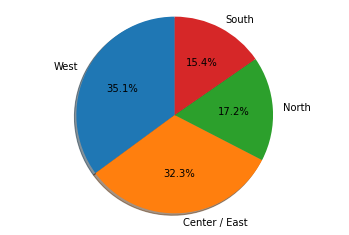 South
West
15.4%
35.1%
North
17.2%
32.3%
Center / East